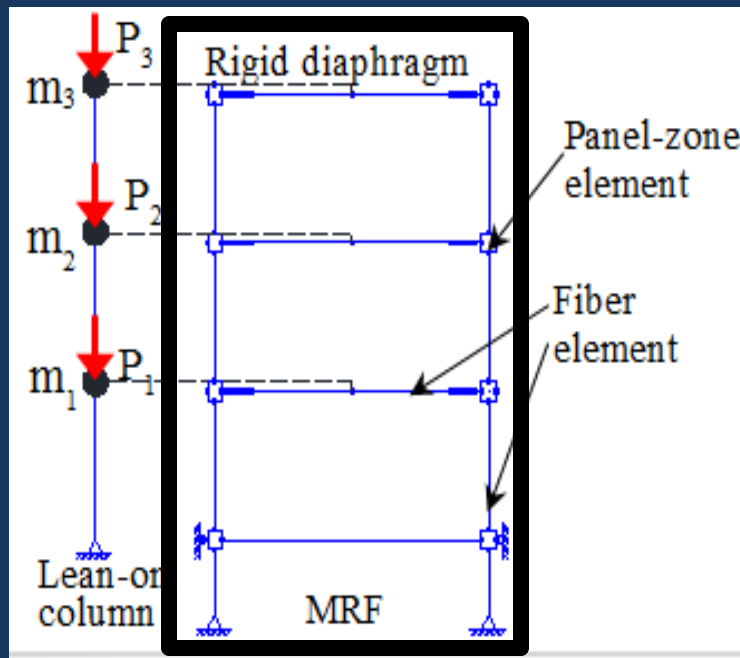 P3
Rigid diaphragm
m3
Panel-zone
element
P2
m2
Fiber
element
P1
m1
Lean-on
column
MRF